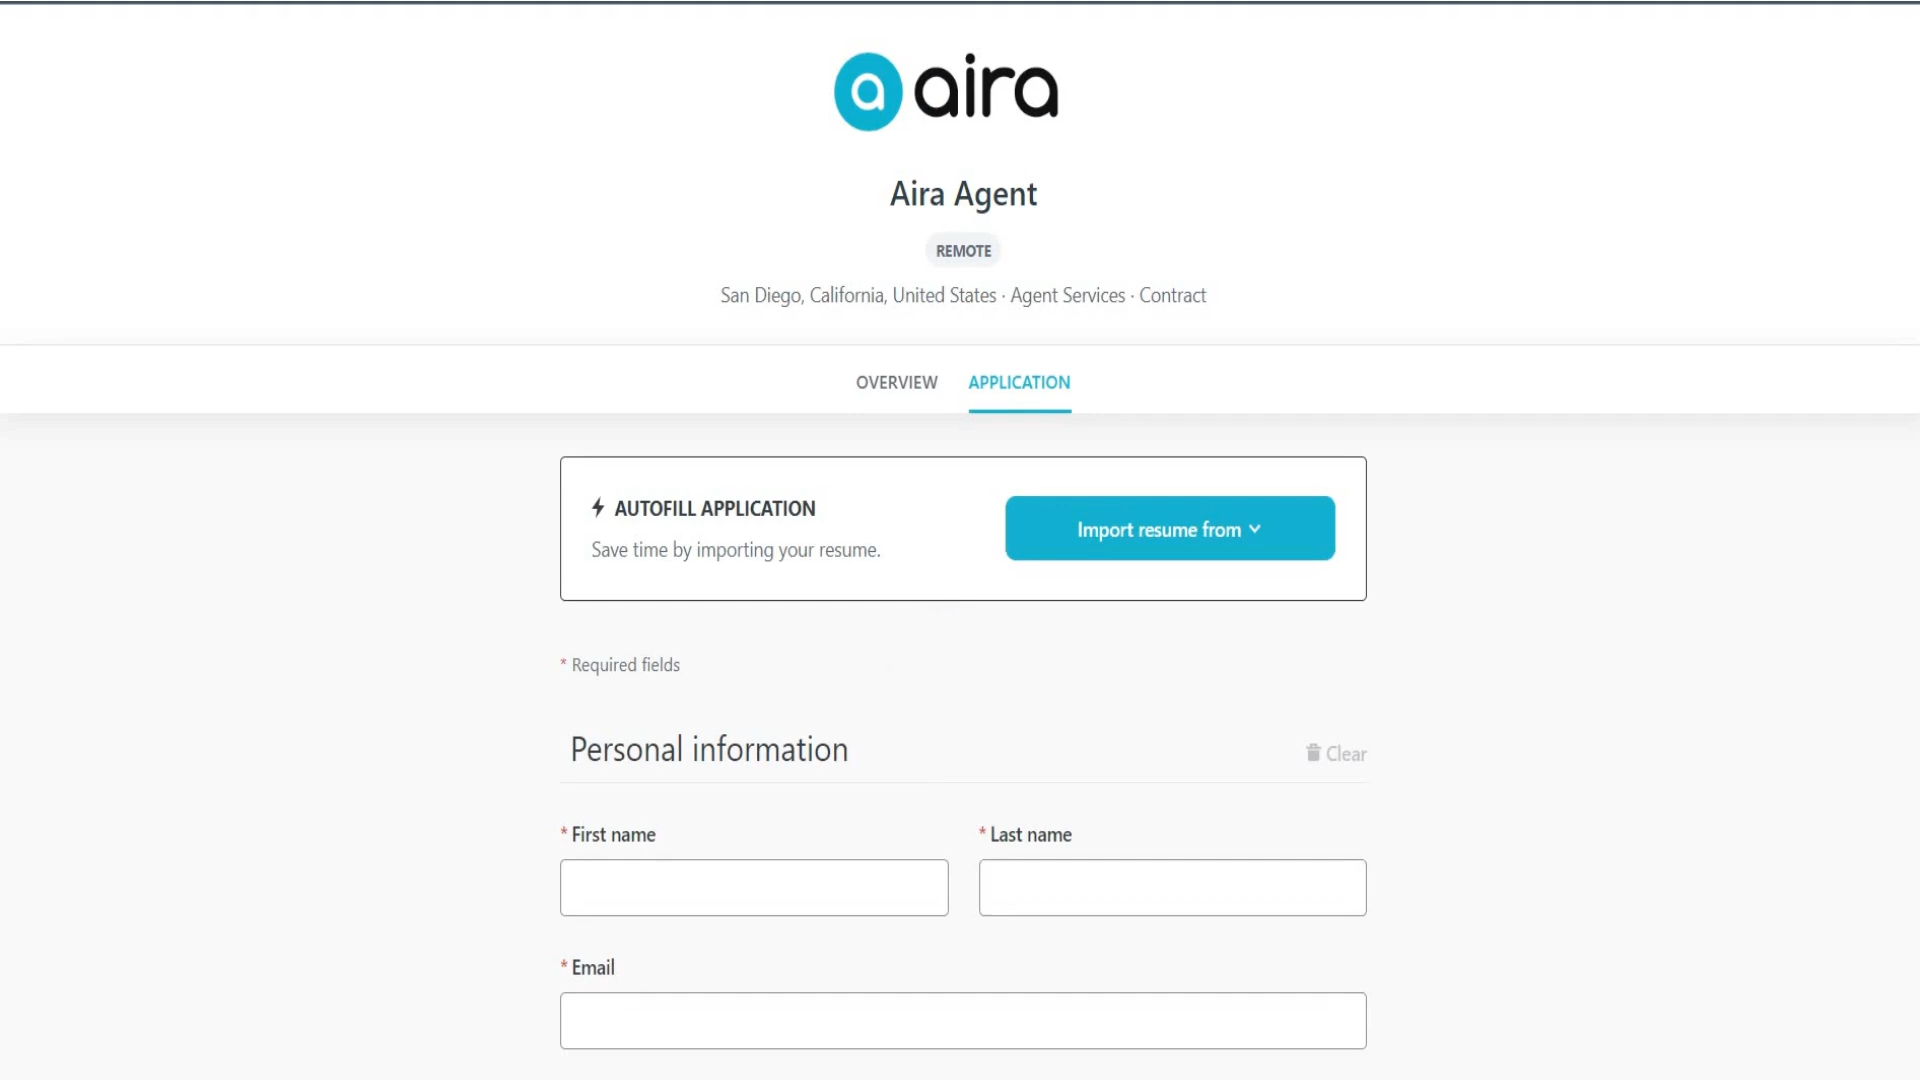 a aira
Aira Agent
REMOTE
San Diego, California, United States · Agent Services · Contract
OVERVIEW APPLICATION
AUTOFILL APPLICATION
Save time by importing your resume.
Import resume from
* Required fields
Personal information
Clear
* First name
* Last name
* Email